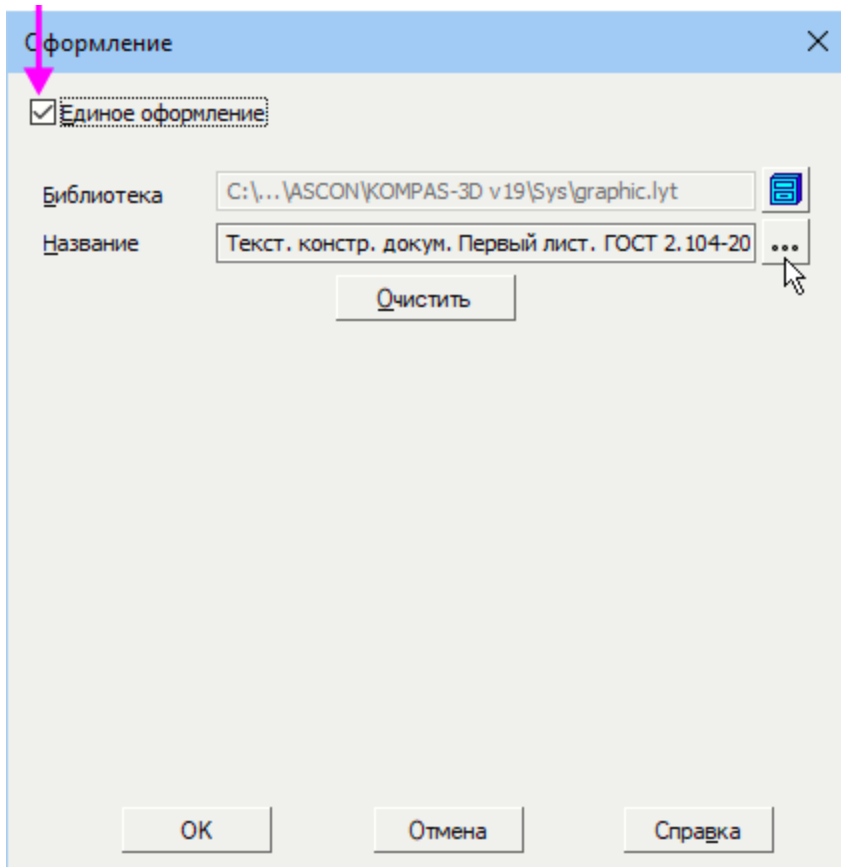 Оформление
Единое оформление
Библиотека C:\...\ASCON\KOMPAS-3D v19\Sys\graphic.lyt
Название Текст. констр. докум. Первый лист. ГОСТ 2.104-20 ...
Очистить
ОК Отмена Справка